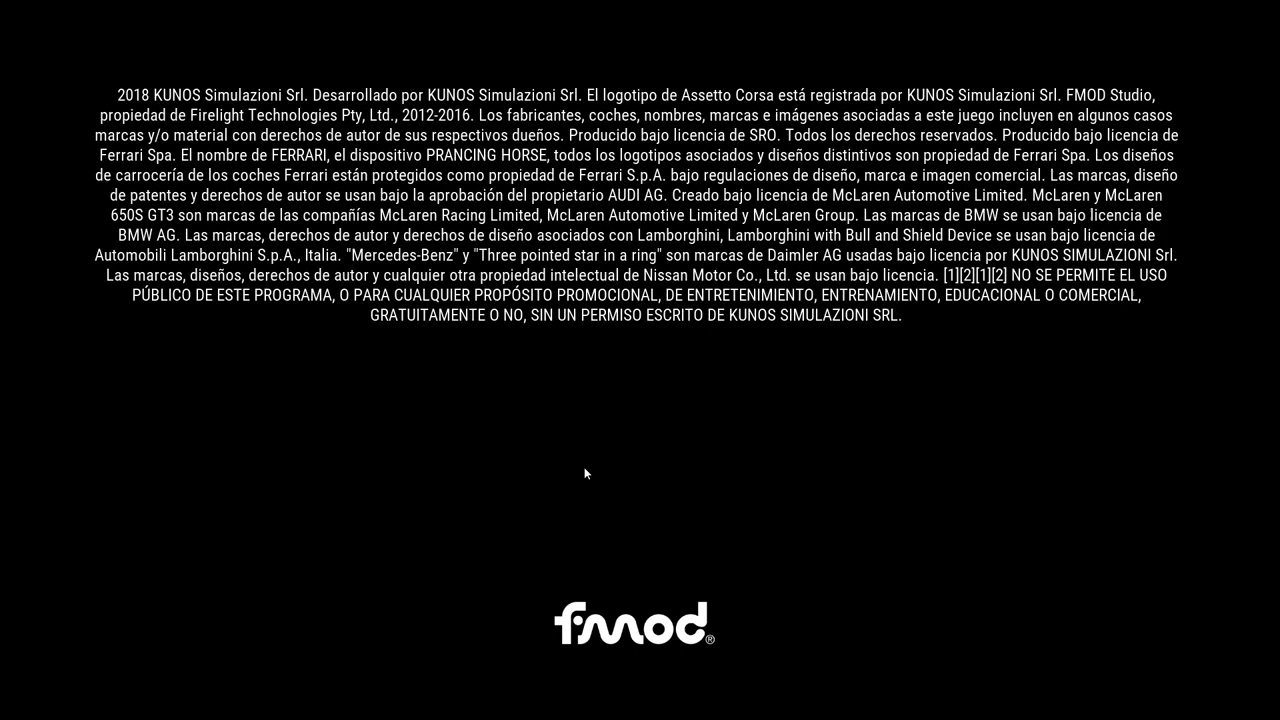 2018 KUNOS Simulazioni Srl. Desarrollado por KUNOS Simulazioni Srl. El logotipo de Assetto Corsa está registrada por KUNOS Simulazioni Srl. FMOD Studio,
propiedad de Firelight Technologies Pty, Ltd., 2012-2016. Los fabricantes, coches, nombres, marcas e imágenes asociadas a este juego incluyen en algunos casos
marcas y/o material con derechos de autor de sus respectivos dueños. Producido bajo licencia de SRO. Todos los derechos reservados. Producido bajo licencia de
Ferrari Spa. El nombre de FERRARI, el dispositivo PRANCING HORSE, todos los logotipos asociados y diseños distintivos son propiedad de Ferrari Spa. Los diseños
de carrocería de los coches Ferrari están protegidos como propiedad de Ferrari S.p.A. bajo regulaciones de diseño, marca e imagen comercial. Las marcas, diseño
de patentes y derechos de autor se usan bajo la aprobación del propietario AUDI AG. Creado bajo licencia de McLaren Automotive Limited. McLaren y McLaren
650S GT3 son marcas de las compañías McLaren Racing Limited, McLaren Automotive Limited y McLaren Group. Las marcas de BMW se usan bajo licencia de
BMW AG. Las marcas, derechos de autor y derechos de diseño asociados con Lamborghini, Lamborghini with Bull and Shield Device se usan bajo licencia de
Automobili Lamborghini S.p.A., Italia. "Mercedes-Benz" y "Three pointed star in a ring" son marcas de Daimler AG usadas bajo licencia por KUNOS SIMULAZIONI Srl.
Las marcas, diseños, derechos de autor y cualquier otra propiedad intelectual de Nissan Motor Co., Ltd. se usan bajo licencia. [1][2][1][2] NO SE PERMITE EL USO
PÚBLICO DE ESTE PROGRAMA, O PARA CUALQUIER PROPÓSITO PROMOCIONAL, DE ENTRETENIMIENTO, ENTRENAMIENTO, EDUCACIONAL O COMERCIAL,
GRATUITAMENTE O NO, SIN UN PERMISO ESCRITO DE KUNOS SIMULAZIONI SRL.
fmod®